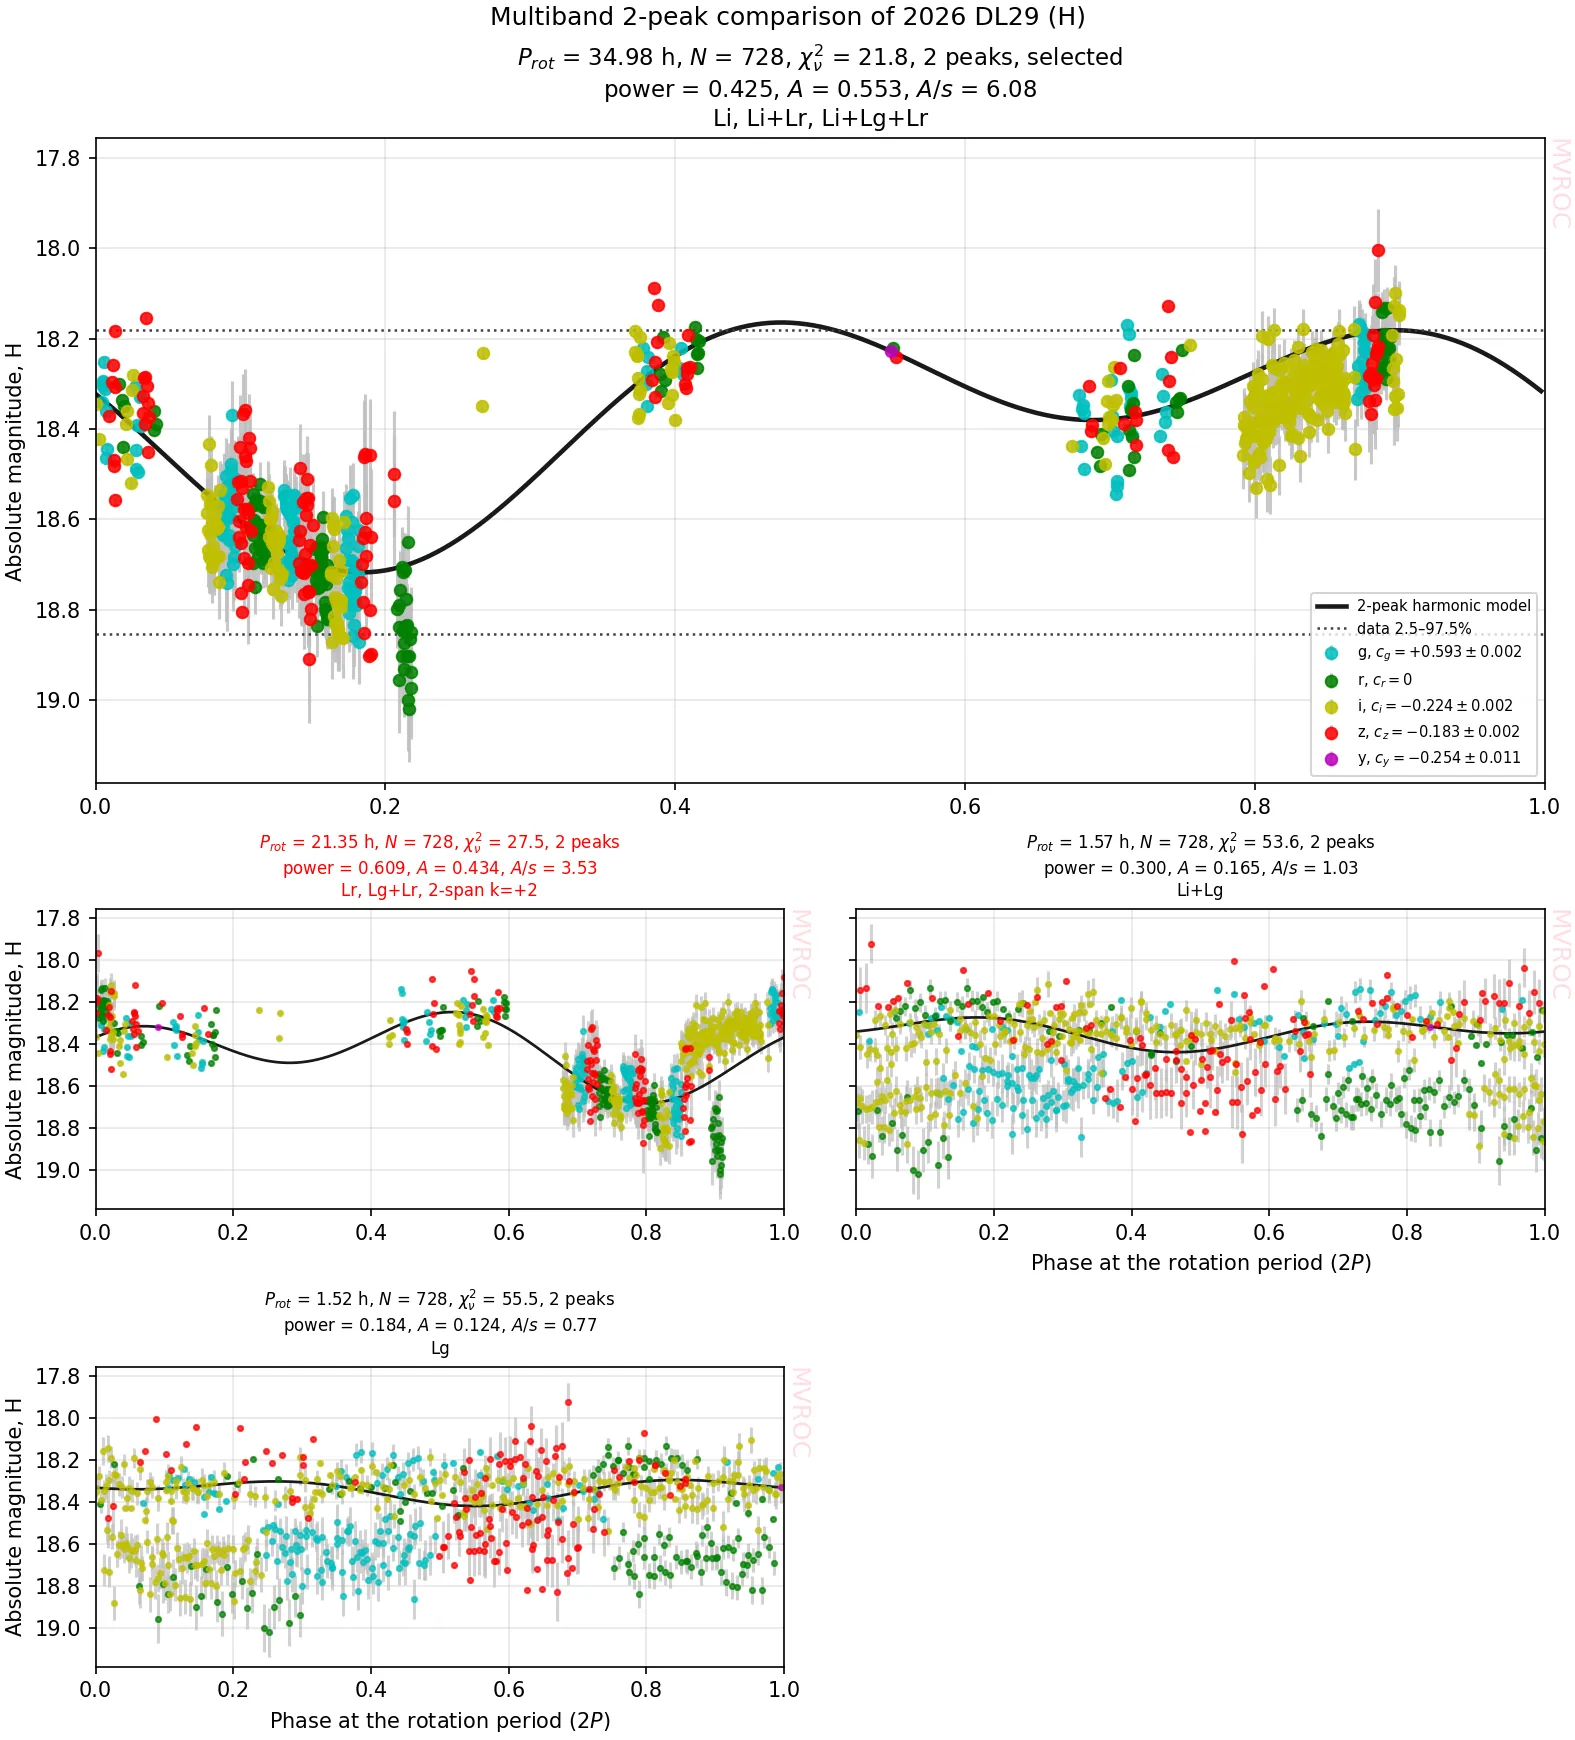 Multiband 2-peak comparison of 2026 DL29 (H)
P_rot = 34.98 h, N = 728, χ²_ν = 21.8, 2 peaks, selected
power = 0.425, A = 0.553, A/s = 6.08
Li, Li+Lr, Li+Lg+Lr
17.8
18.0
18.2
18.4
18.6
18.8
19.0
Absolute magnitude, H
MVROC
2-peak harmonic model
data 2.5–97.5%
g, c_g = +0.593 ± 0.002
r, c_r = 0
i, c_i = −0.224 ± 0.002
z, c_z = −0.183 ± 0.002
y, c_y = −0.254 ± 0.011
0.0 0.2 0.4 0.6 0.8 1.0
P_rot = 21.35 h, N = 728, χ²_ν = 27.5, 2 peaks
power = 0.609, A = 0.434, A/s = 3.53
Lr, Lg+Lr, 2-span k=+2
17.8
18.0
18.2
18.4
18.6
18.8
19.0
Absolute magnitude, H
MVROC
0.0 0.2 0.4 0.6 0.8 1.0
P_rot = 1.57 h, N = 728, χ²_ν = 53.6, 2 peaks
power = 0.300, A = 0.165, A/s = 1.03
Li+Lg
MVROC
0.0 0.2 0.4 0.6 0.8 1.0
Phase at the rotation period (2P)
P_rot = 1.52 h, N = 728, χ²_ν = 55.5, 2 peaks
power = 0.184, A = 0.124, A/s = 0.77
Lg
17.8
18.0
18.2
18.4
18.6
18.8
19.0
Absolute magnitude, H
MVROC
0.0 0.2 0.4 0.6 0.8 1.0
Phase at the rotation period (2P)